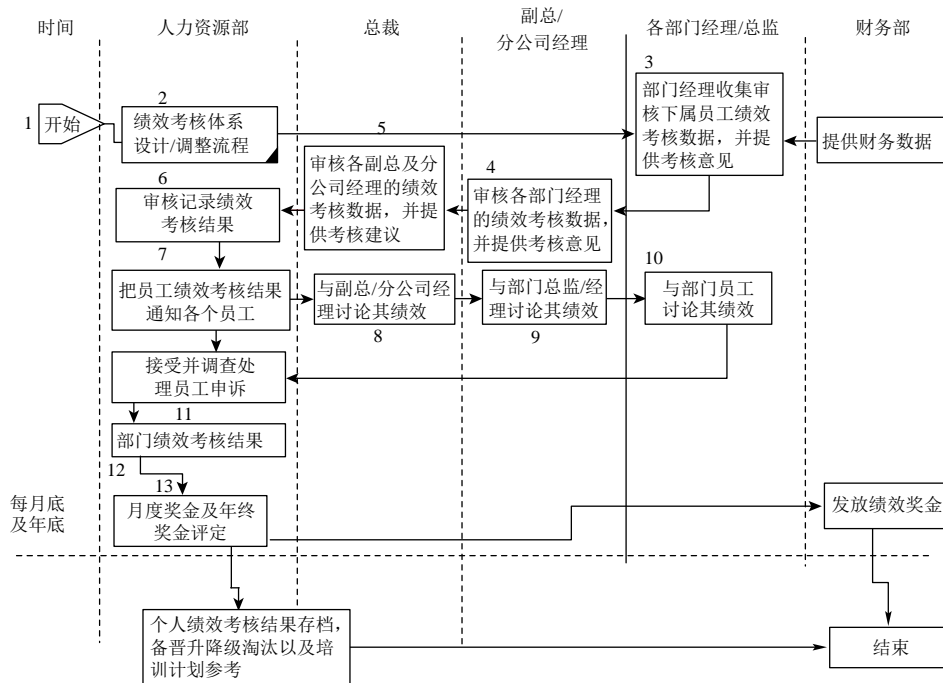 副总/
时间
人力资源部
总裁
分公司经理
各部门经理/总监
财务部
1
开始
2
绩效考核体系
设计/调整流程
3
部门经理收集审
核下属员工绩效
考核数据，并提
供考核意见
提供财务数据
5
审核各副总及分
公司经理的绩效
考核数据，并提
供考核建议
4
审核各部门经理
的绩效考核数据，
并提供考核意见
6
审核记录绩效
考核结果
7
把员工绩效考核结果
通知各个员工
与副总/分公司经
理讨论其绩效
8
与部门总监/经
理讨论其绩效
9
10
与部门员工
讨论其绩效
接受并调查处
理员工申诉
11
部门绩效考核结果
12
13
每月底
及年底
月度奖金及年终
奖金评定
发放绩效奖金
个人绩效考核结果存档，
备晋升降级淘汰以及培
训计划参考
结束